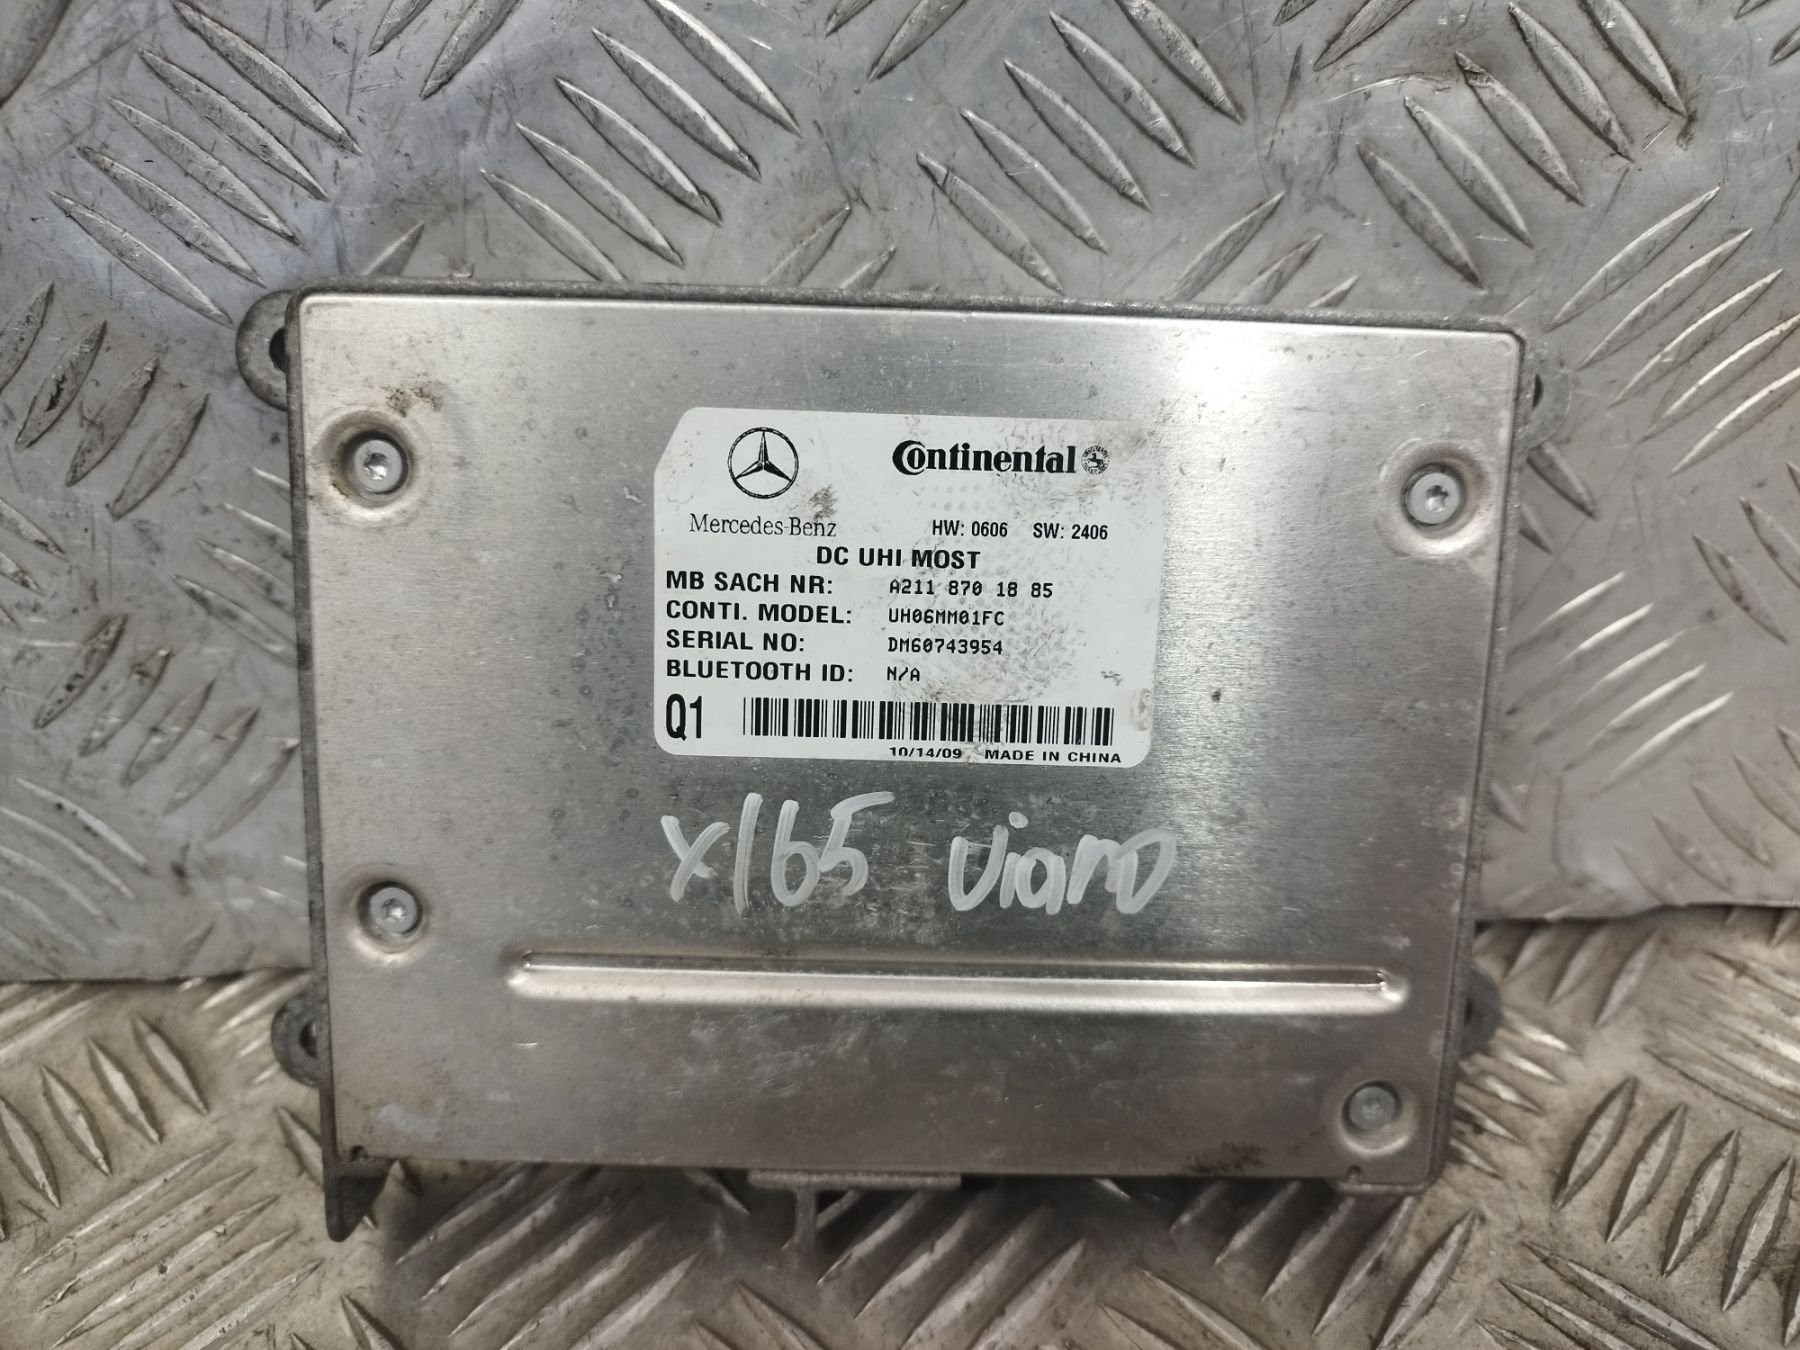 Continental
Mercedes-Benz
HW: 0606 SW: 2406
DC UHI MOST
MB SACH NR: A211 870 18 85
CONTI. MODEL: UH06MM01FC
SERIAL NO: DM60743954
BLUETOOTH ID: N/A
Q1
10/14/09 MADE IN CHINA
x165 viano